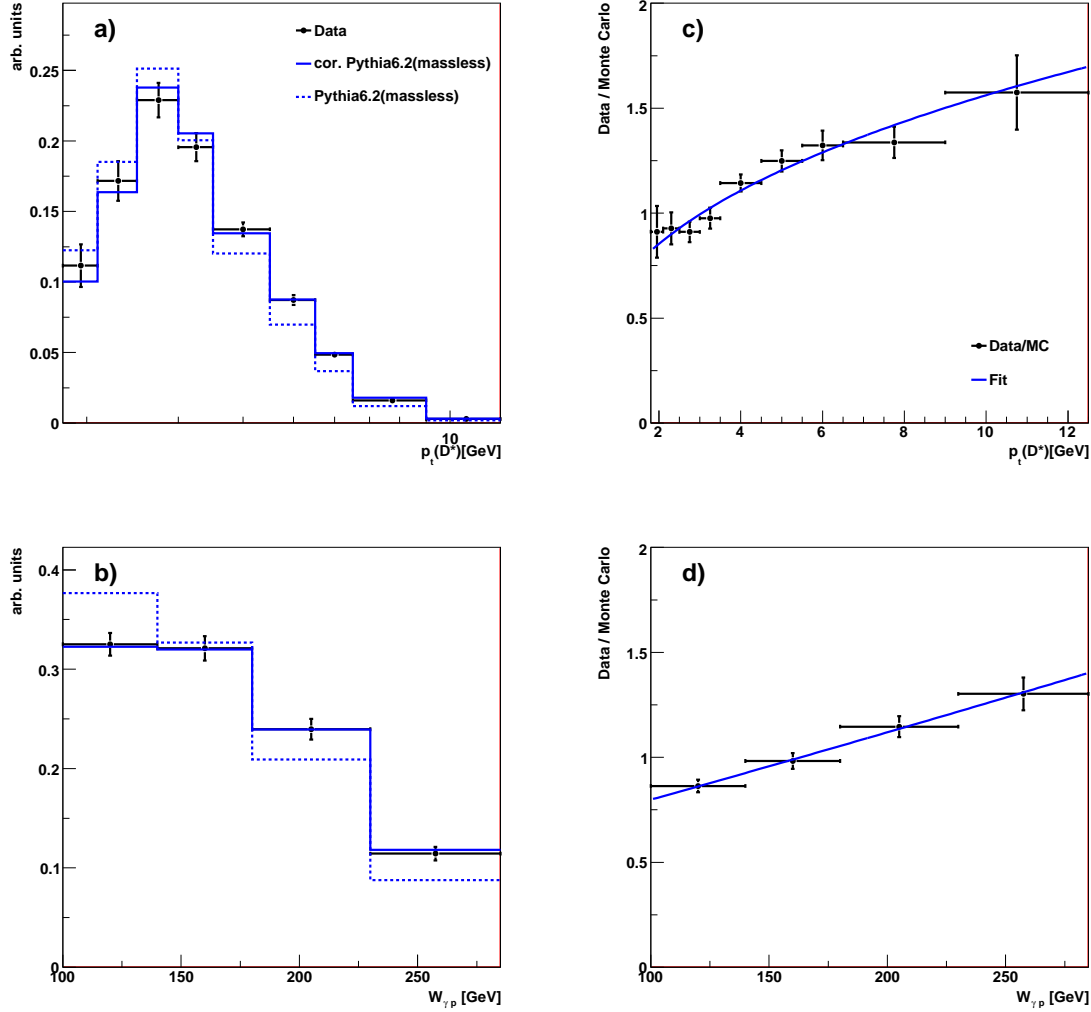 a)
arb. units
Data
cor. Pythia6.2(massless)
Pythia6.2(massless)
0.25
0.2
0.15
0.1
0.05
0
10
p_t(D*)[GeV]
c)
Data / Monte Carlo
2
1.5
1
0.5
0
Data/MC
Fit
2 4 6 8 10 12
p_t(D*)[GeV]
b)
arb. units
0.4
0.3
0.2
0.1
0
100 150 200 250
W_γ p [GeV]
d)
Data / Monte Carlo
2
1.5
1
0.5
0
100 150 200 250
W_γ p [GeV]